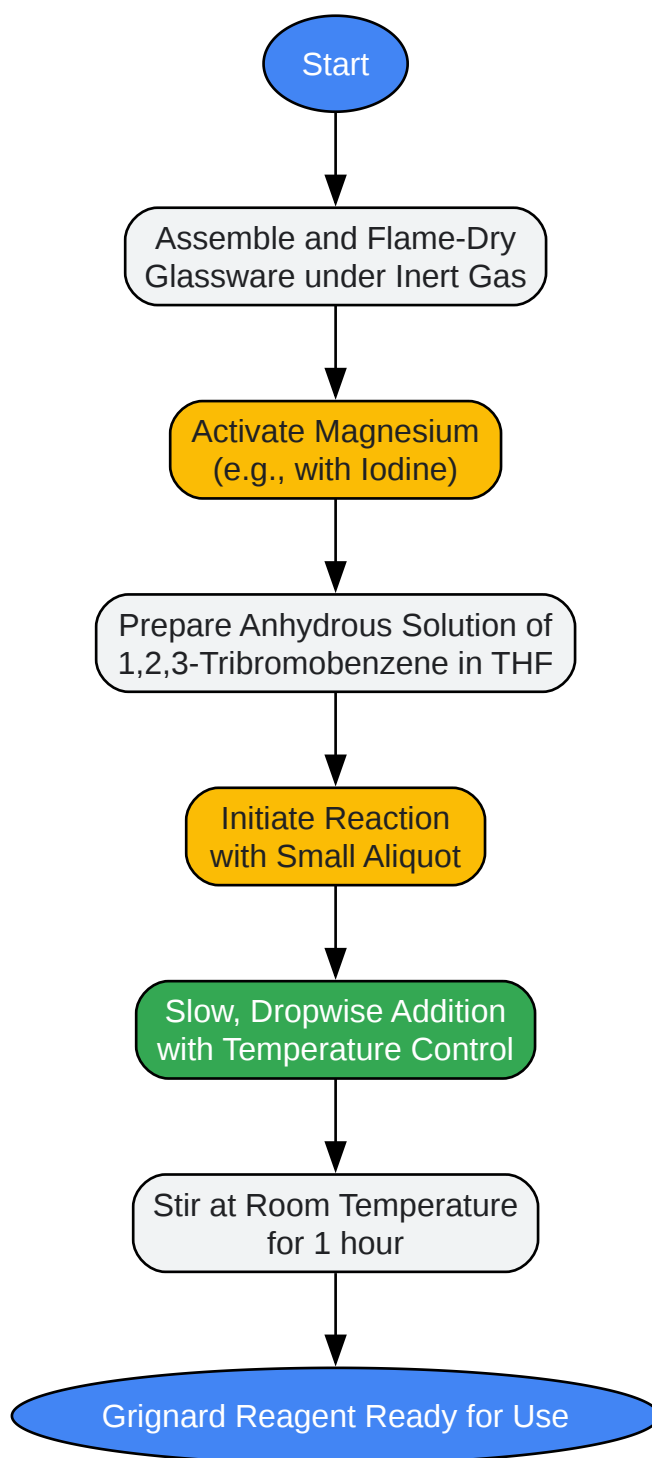 Start
Assemble and Flame-Dry
Glassware under Inert Gas
Activate Magnesium
(e.g., with Iodine)
Prepare Anhydrous Solution of
1,2,3-Tribromobenzene in THF
Initiate Reaction
with Small Aliquot
Slow, Dropwise Addition
with Temperature Control
Stir at Room Temperature
for 1 hour
Grignard Reagent Ready for Use